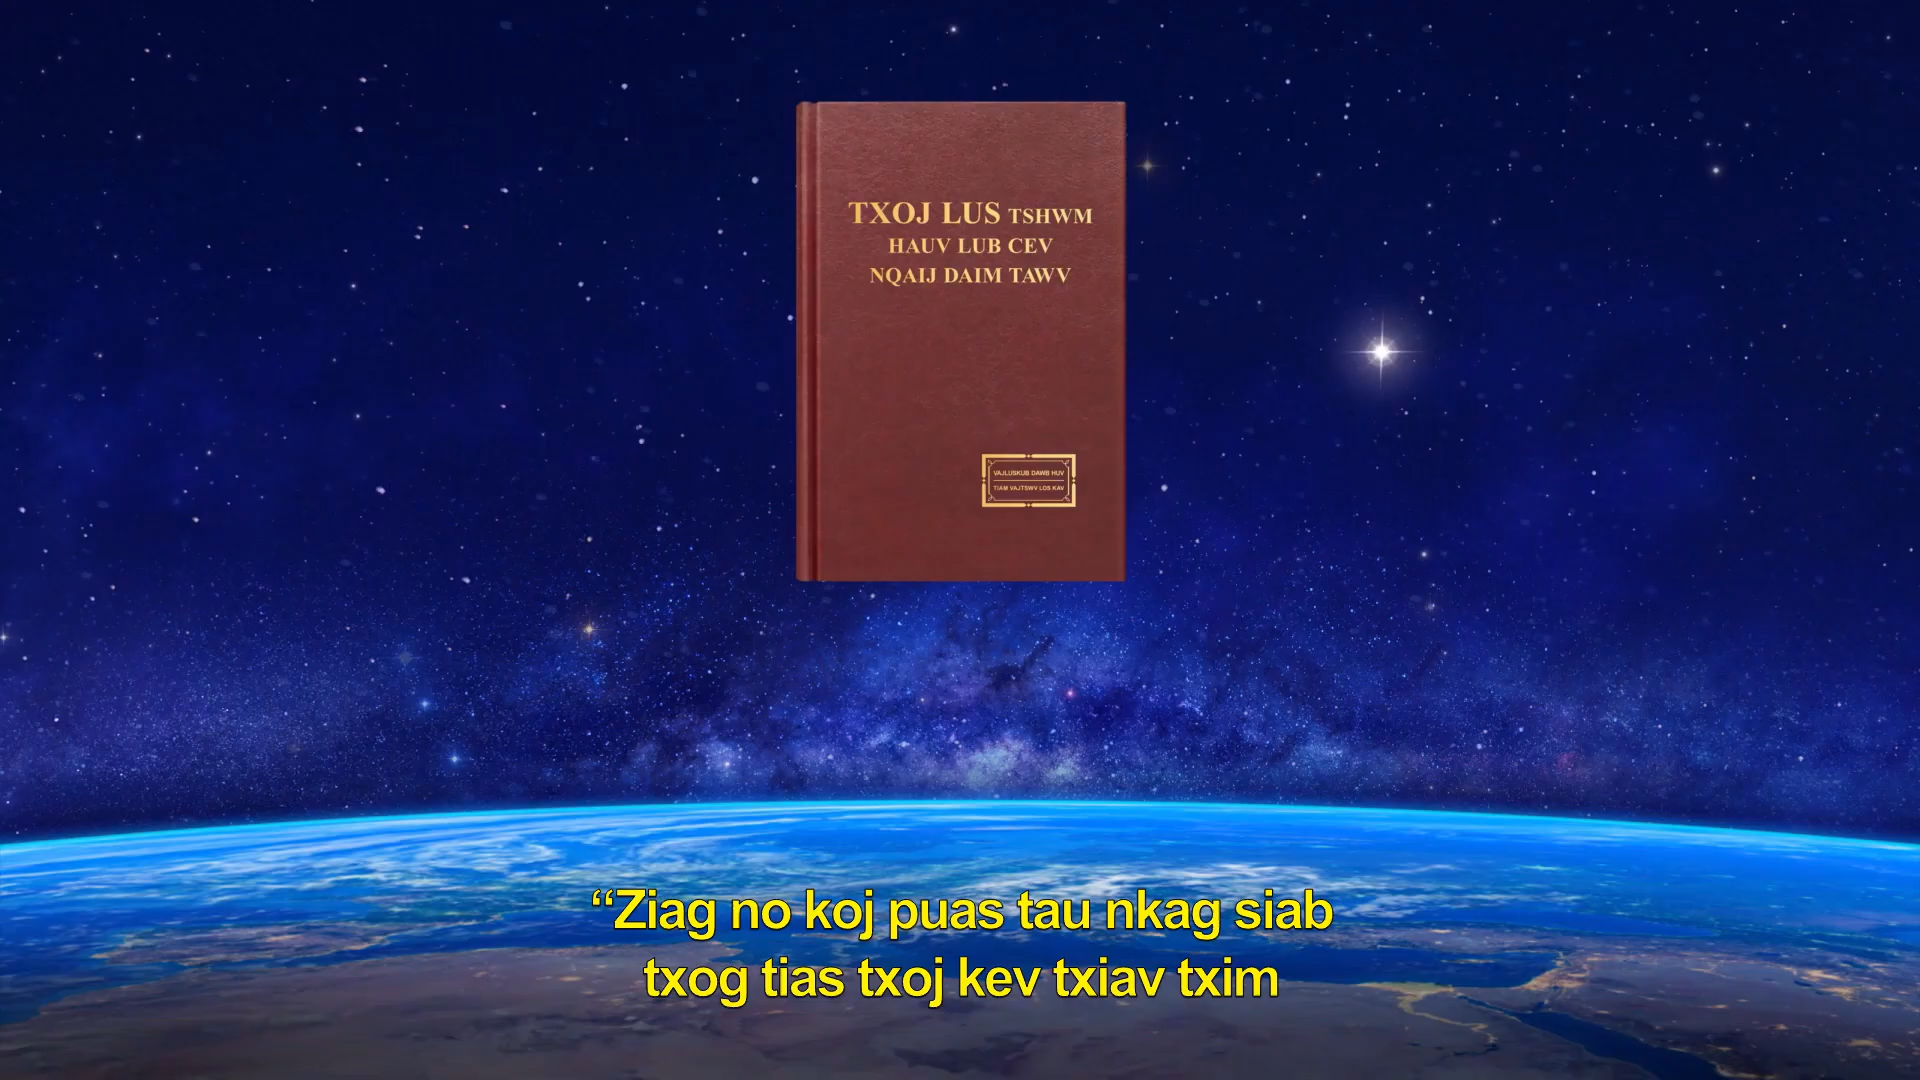 TXOJ LUS TSHWM
HAUV LUB CEV
NQAIJ DAIM TAWV
VAJLUSKUB DAWB HUV
TIAM VAJTSWV LOS KAV
“Ziag no koj puas tau nkag siab
txog tias txoj kev txiav txim